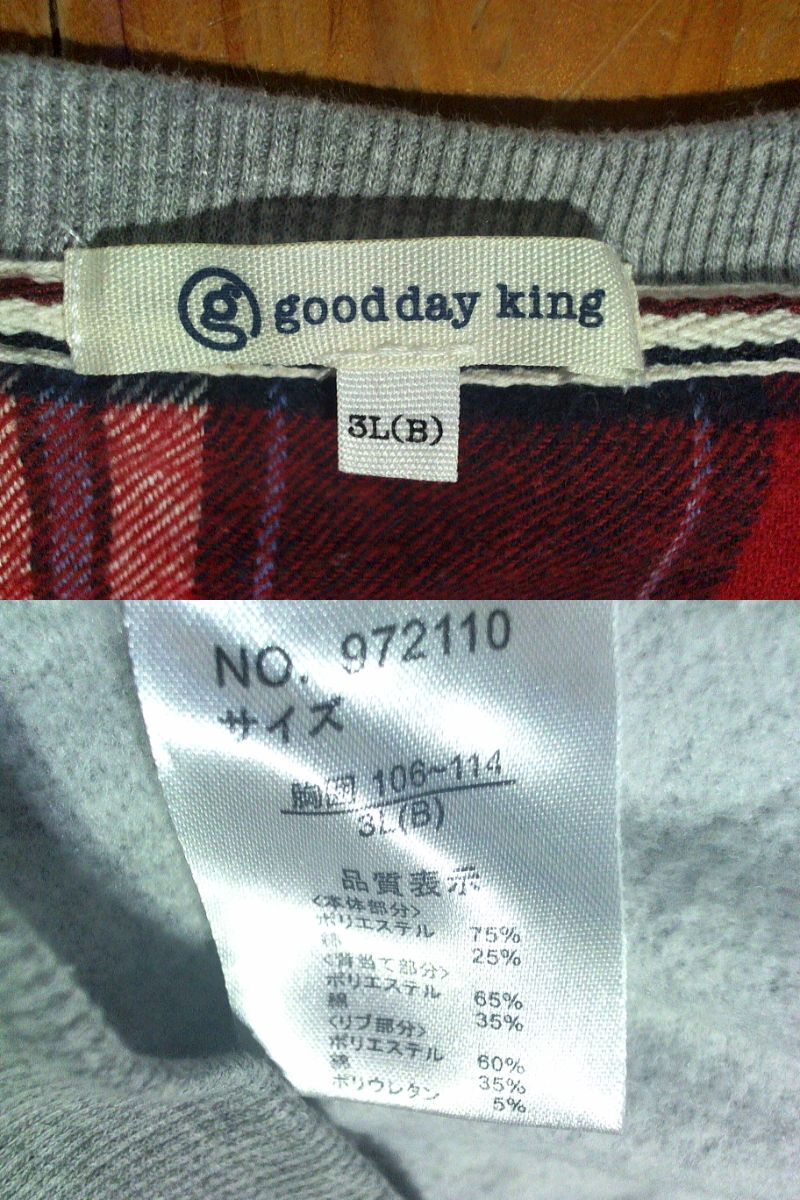 g good day king
3L(B)
NO. 972110
サイズ
胸囲 106~114
3L(B)
品質表示
<本体部分>
ポリエステル 75%
綿 25%
<背当て部分>
ポリエステル 65%
綿 35%
<リブ部分>
ポリエステル 60%
綿 35%
ポリウレタン 5%